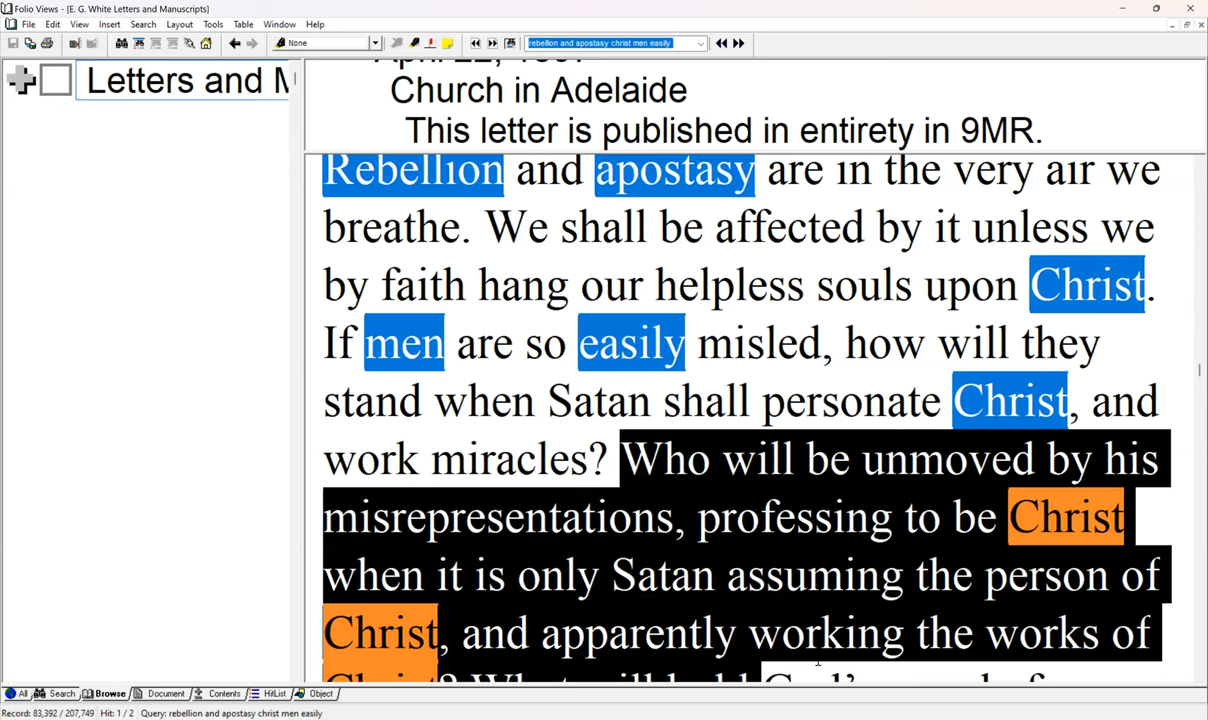 Folio Views - [E. G. White Letters and Manuscripts]
File Edit View Insert Search Layout Tools Table Window Help
None
rebellion and apostasy christ men easily
Letters and M
Church in Adelaide
This letter is published in entirety in 9MR.
Rebellion and apostasy are in the very air we
breathe. We shall be affected by it unless we
by faith hang our helpless souls upon Christ.
If men are so easily misled, how will they
stand when Satan shall personate Christ, and
work miracles? Who will be unmoved by his
misrepresentations, professing to be Christ
when it is only Satan assuming the person of
Christ, and apparently working the works of
All Search Browse Document Contents HitList Object
Record: 83,392 / 207,749 Hit: 1 / 2 Query: rebellion and apostasy christ men easily